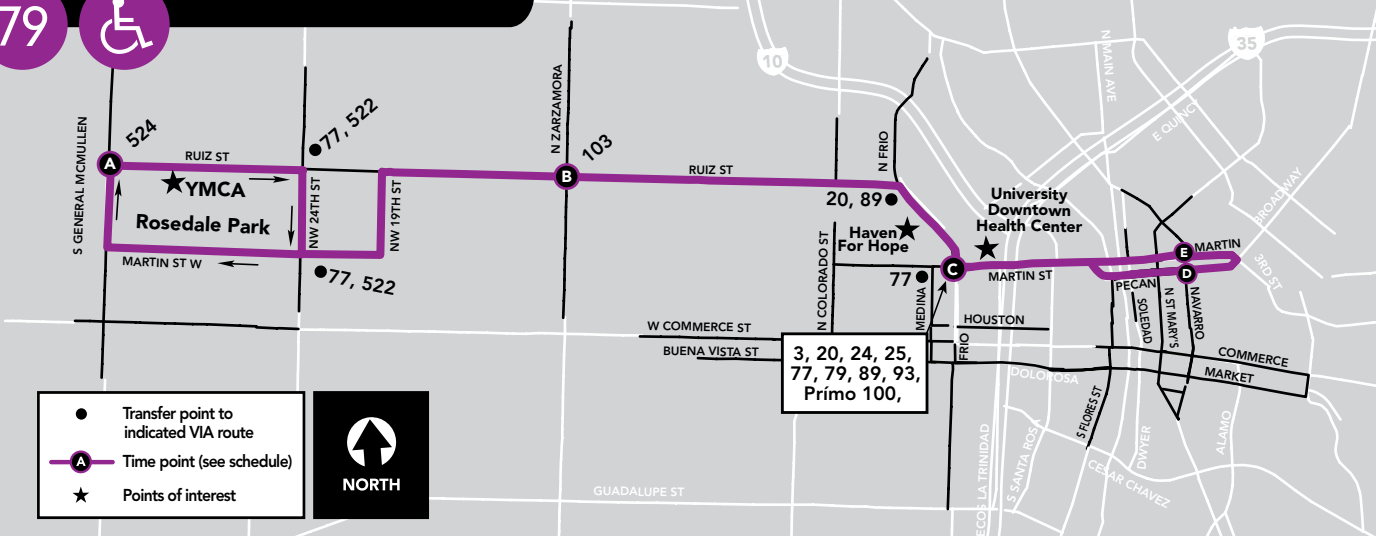 79
10
35
N MAIN AVE
E QUINCY
BROADWAY
3RD ST
S GENERAL MCMULLEN
A
524
RUIZ ST
YMCA
Rosedale Park
MARTIN ST W
NW 24TH ST
77, 522
77, 522
NW 19TH ST
N ZARZAMORA
B
103
RUIZ ST
N FRIO
20, 89
Haven
For Hope
University
Downtown
Health Center
C
MARTIN ST
77
N COLORADO ST
MEDINA
FRIO
HOUSTON
E
MARTIN
D
PECAN
SOLEDAD
N ST MARY'S
NAVARRO
W COMMERCE ST
BUENA VISTA ST
3, 20, 24, 25,
77, 79, 89, 93,
Prímo 100,
DOLOROSA
COMMERCE
MARKET
S FLORES ST
DWYER
ALAMO
CESAR CHAVEZ
S SANTA ROSA
ECOS LA TRINIDAD
GUADALUPE ST
Transfer point to
indicated VIA route
A
Time point (see schedule)
Points of interest
NORTH